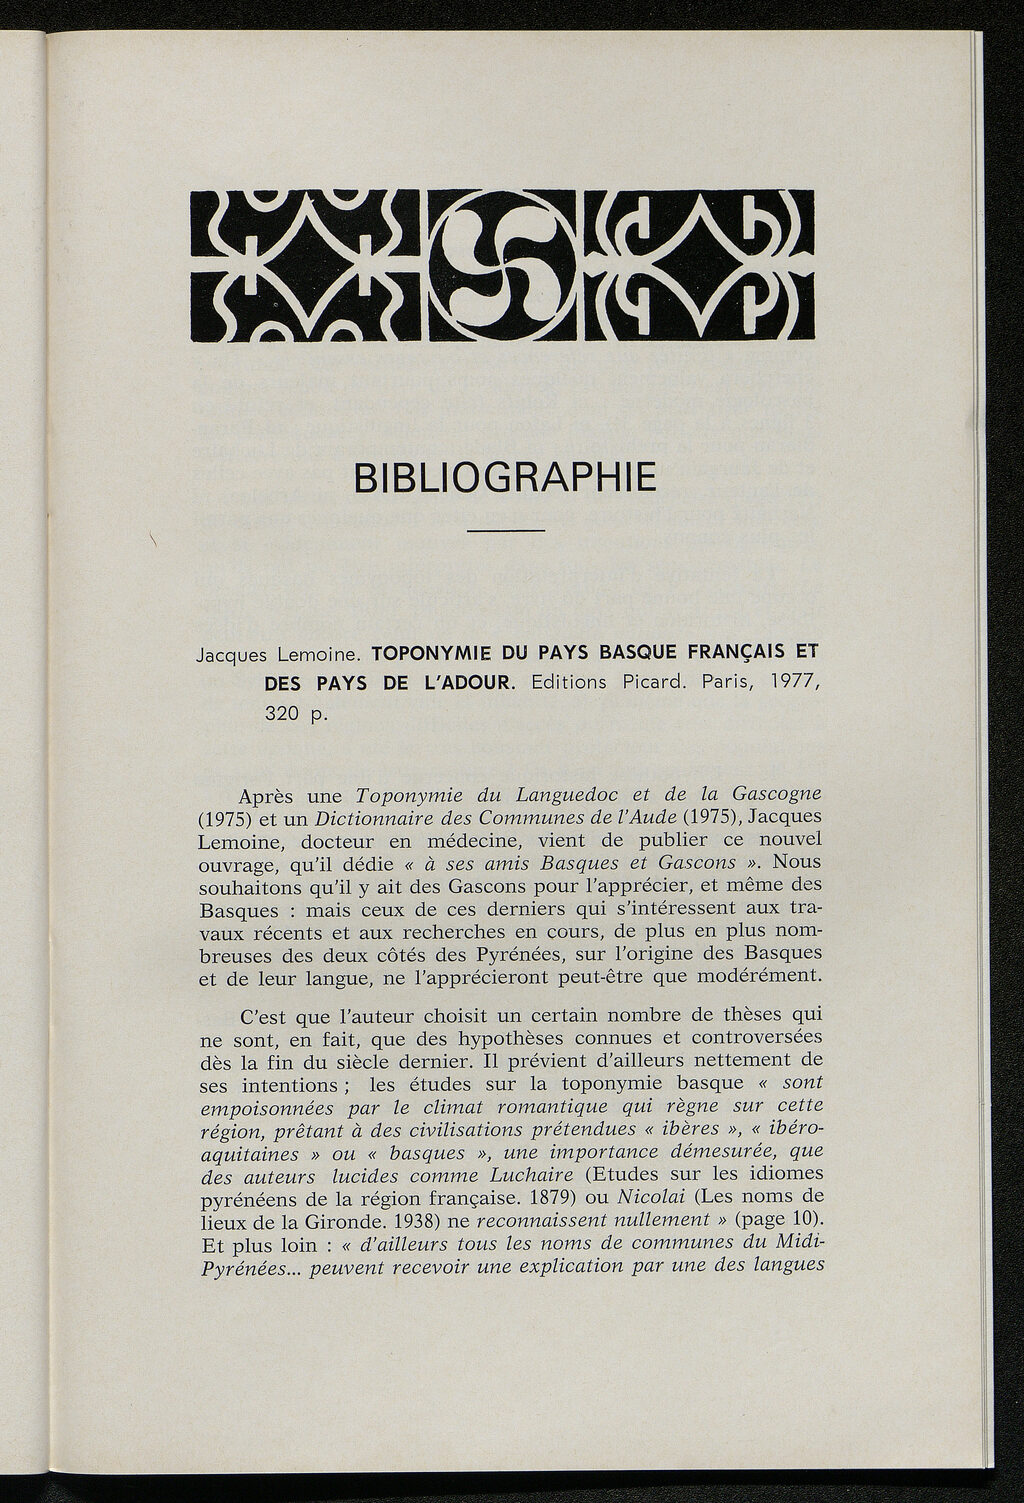 BIBLIOGRAPHIE
Jacques Lemoine. TOPONYMIE DU PAYS BASQUE FRANÇAIS ET
DES PAYS DE L'ADOUR. Editions Picard. Paris, 1977,
320 p.
Après une Toponymie du Languedoc et de la Gascogne
(1975) et un Dictionnaire des Communes de l'Aude (1975), Jacques
Lemoine, docteur en médecine, vient de publier ce nouvel
ouvrage, qu'il dédie « à ses amis Basques et Gascons ». Nous
souhaitons qu'il y ait des Gascons pour l'apprécier, et même des
Basques : mais ceux de ces derniers qui s'intéressent aux tra-
vaux récents et aux recherches en cours, de plus en plus nom-
breuses des deux côtés des Pyrénées, sur l'origine des Basques
et de leur langue, ne l'apprécieront peut-être que modérément.
C'est que l'auteur choisit un certain nombre de thèses qui
ne sont, en fait, que des hypothèses connues et controversées
dès la fin du siècle dernier. Il prévient d'ailleurs nettement de
ses intentions ; les études sur la toponymie basque « sont
empoisonnées par le climat romantique qui règne sur cette
région, prêtant à des civilisations prétendues « ibères », « ibéro-
aquitaines » ou « basques », une importance démesurée, que
des auteurs lucides comme Luchaire (Etudes sur les idiomes
pyrénéens de la région française. 1879) ou Nicolai (Les noms de
lieux de la Gironde. 1938) ne reconnaissent nullement » (page 10).
Et plus loin : « d'ailleurs tous les noms de communes du Midi-
Pyrénées... peuvent recevoir une explication par une des langues